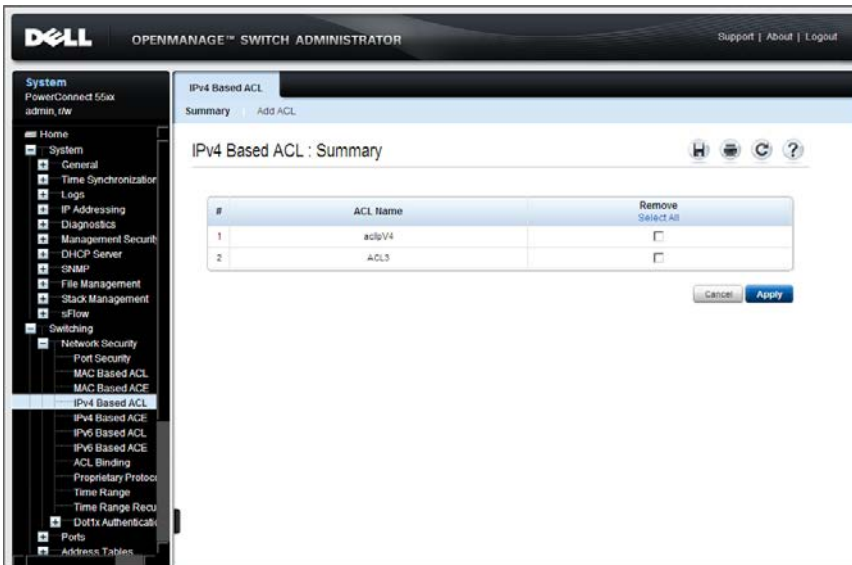 DELL
OPENMANAGE™ SWITCH ADMINISTRATOR
Support | About | Logout
System
PowerConnect 55xx
admin, r/w
Home
System
General
Time Synchronization
Logs
IP Addressing
Diagnostics
Management Securit
DHCP Server
SNMP
File Management
Stack Management
sFlow
Switching
Network Security
Port Security
MAC Based ACL
MAC Based ACE
IPv4 Based ACL
IPv4 Based ACE
IPv6 Based ACL
IPv6 Based ACE
ACL Binding
Proprietary Protoco
Time Range
Time Range Recu
Dot1x Authenticatio
Ports
Address Tables
IPv4 Based ACL
Summary Add ACL
IPv4 Based ACL : Summary
# ACL Name Remove
Select All
1 aclpV4
2 ACL3
Cancel Apply